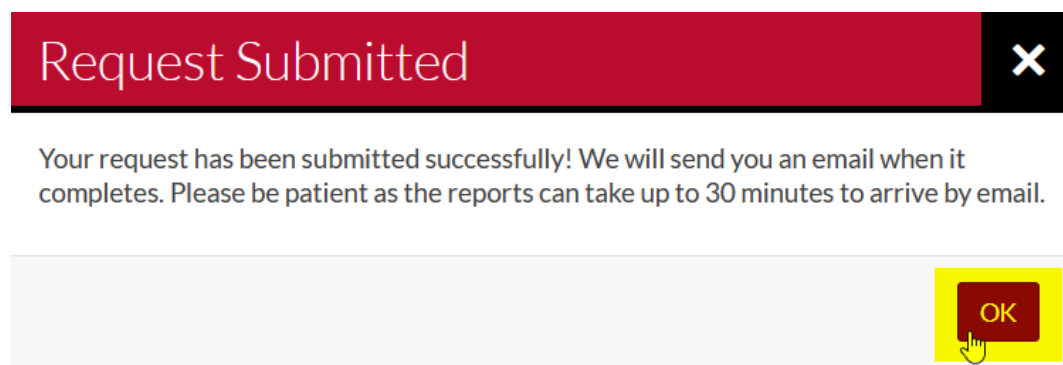 Request Submitted
Your request has been submitted successfully! We will send you an email when it
completes. Please be patient as the reports can take up to 30 minutes to arrive by email.
OK